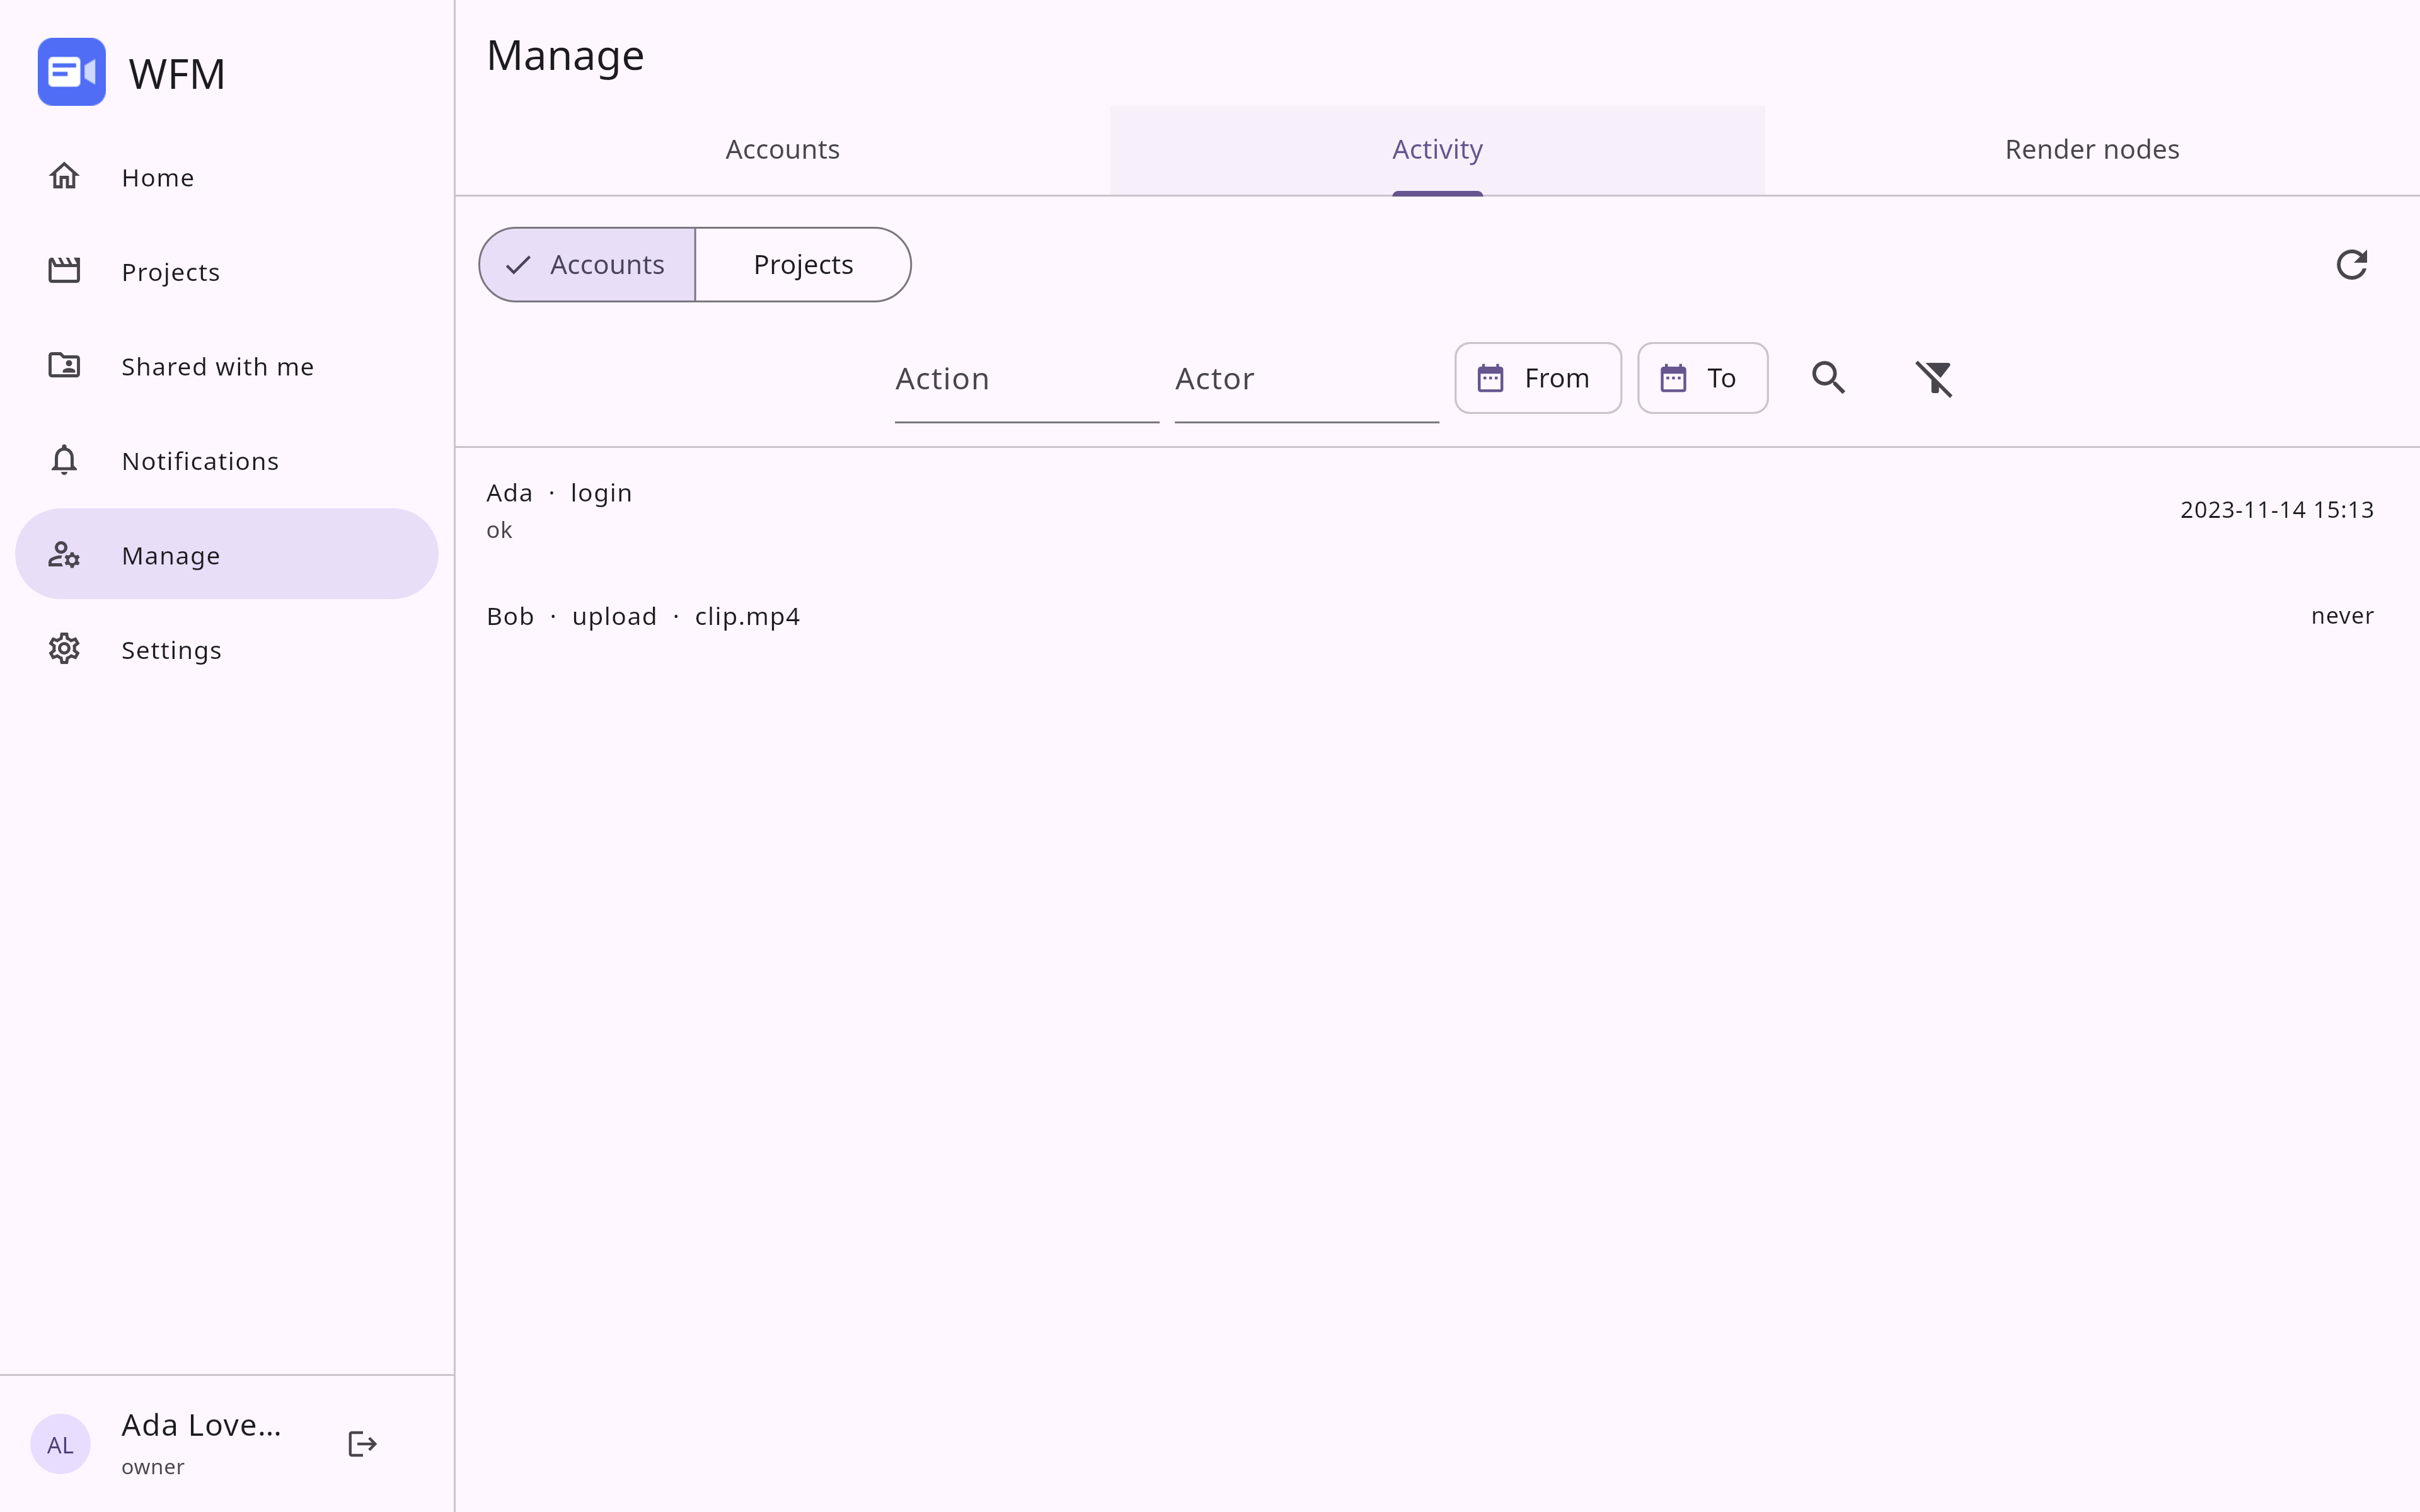 WFM
Home
Projects
Shared with me
Notifications
Manage
Settings
AL
Ada Love…
owner
Manage
Accounts
Activity
Render nodes
Accounts
Projects
Action
Actor
From
To
Ada · login
ok
2023-11-14 15:13
Bob · upload · clip.mp4
never